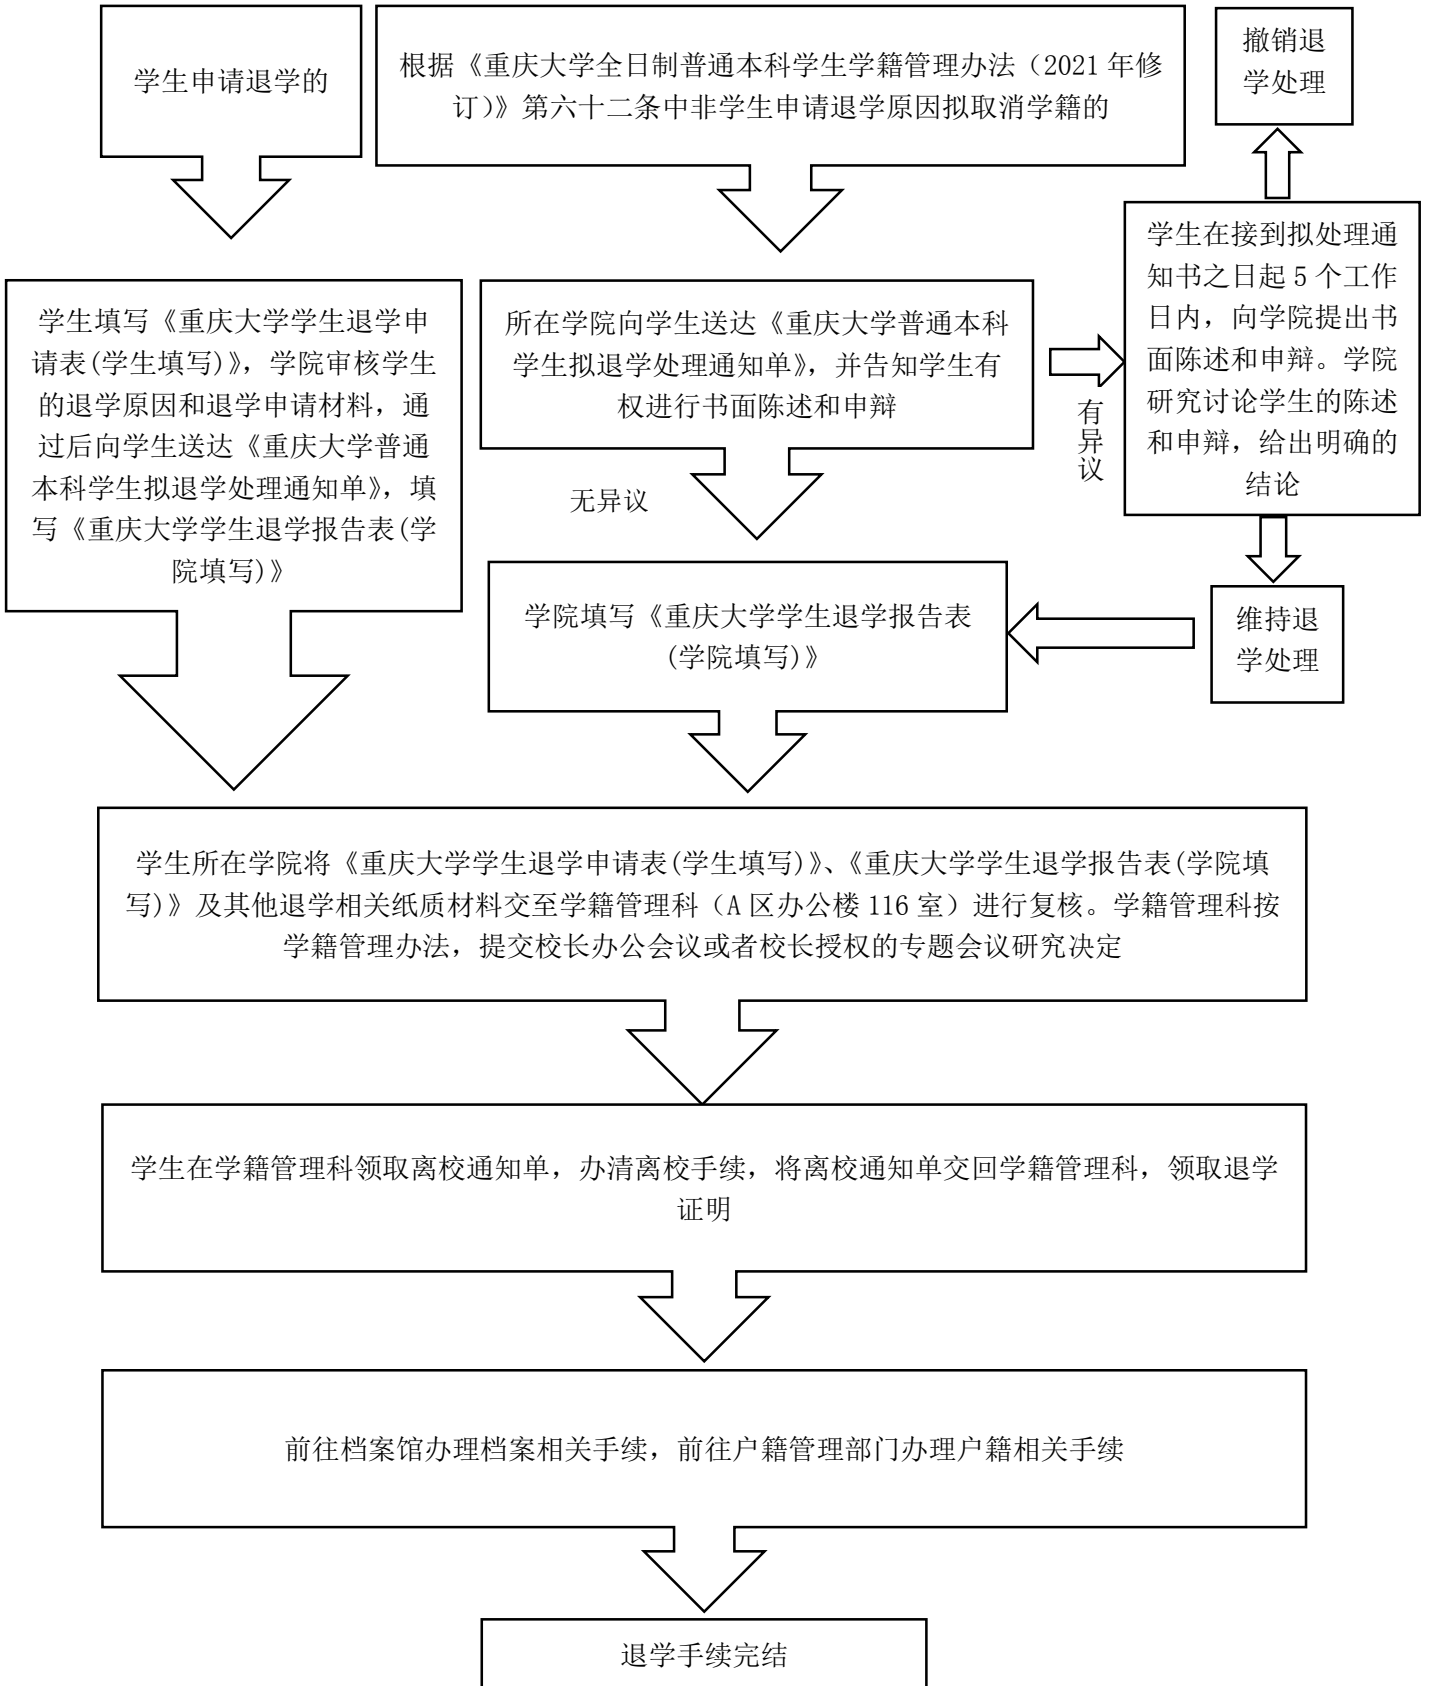 学生申请退学的
根据《重庆大学全日制普通本科学生学籍管理办法（2021 年修
订）》第六十二条中非学生申请退学原因拟取消学籍的
撤销退
学处理
学生填写《重庆大学学生退学申
请表(学生填写)》，学院审核学生
的退学原因和退学申请材料，通
过后向学生送达《重庆大学普通
本科学生拟退学处理通知单》，填
写《重庆大学学生退学报告表(学
院填写)》
所在学院向学生送达《重庆大学普通本科
学生拟退学处理通知单》，并告知学生有
权进行书面陈述和申辩
有异议
学生在接到拟处理通
知书之日起 5 个工作
日内，向学院提出书
面陈述和申辩。学院
研究讨论学生的陈述
和申辩，给出明确的
结论
无异议
学院填写《重庆大学学生退学报告表
(学院填写)》
维持退
学处理
学生所在学院将《重庆大学学生退学申请表(学生填写)》、《重庆大学学生退学报告表(学院填
写)》及其他退学相关纸质材料交至学籍管理科（A 区办公楼 116 室）进行复核。学籍管理科按
学籍管理办法，提交校长办公会议或者校长授权的专题会议研究决定
学生在学籍管理科领取离校通知单，办清离校手续，将离校通知单交回学籍管理科，领取退学
证明
前往档案馆办理档案相关手续，前往户籍管理部门办理户籍相关手续
退学手续完结